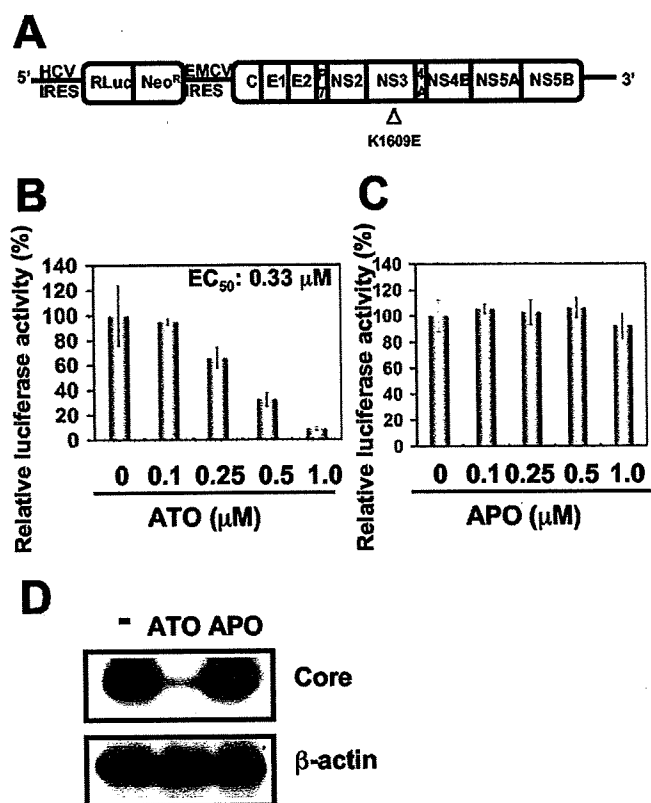 A
5' HCV IRES RLuc Neo^R EMCV IRES C E1 E2 P7 NS2 NS3 4A NS4B NS5A NS5B 3'
Δ
K1609E
B
Relative luciferase activity (%)
140
120
100
80
60
40
20
0
EC₅₀: 0.33 μM
0 0.1 0.25 0.5 1.0
ATO (μM)
C
Relative luciferase activity (%)
140
120
100
80
60
40
20
0
0 0.1 0.25 0.5 1.0
APO (μM)
D
- ATO APO
Core
β-actin